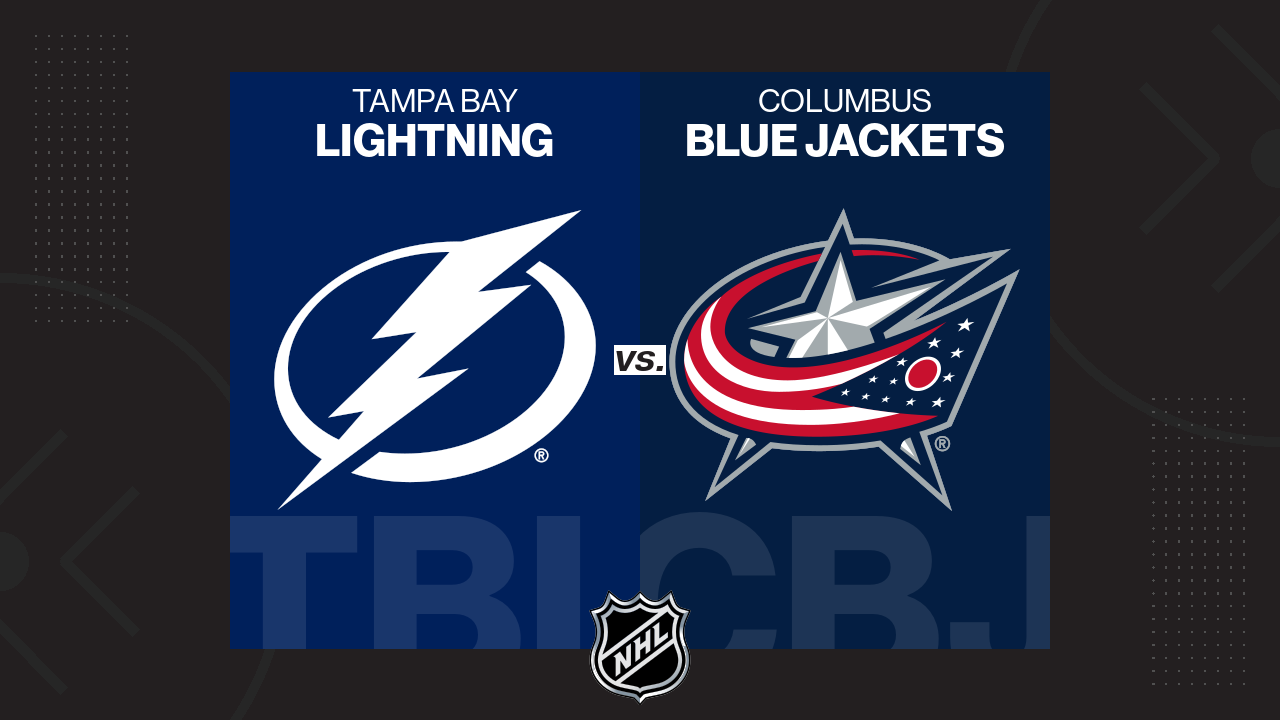 TAMPA BAY
LIGHTNING
COLUMBUS
BLUE JACKETS
vs.
®
®
TBL
CBJ
NHL